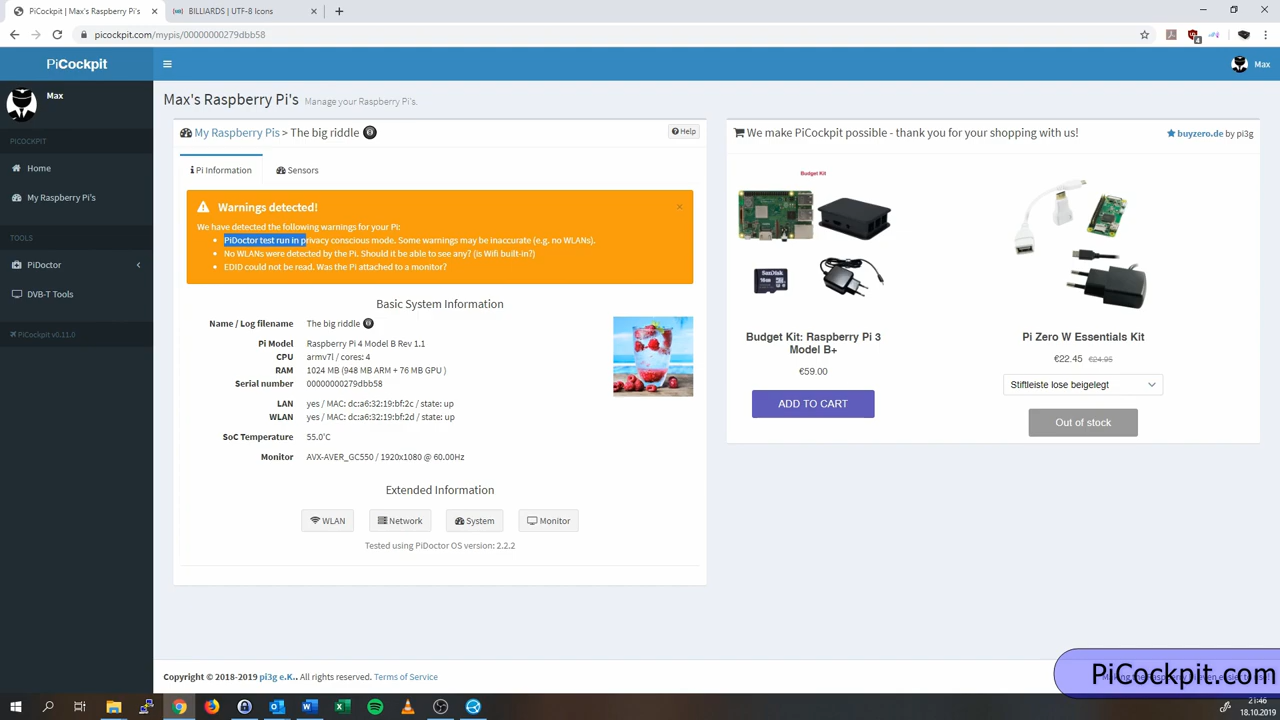 PiCockpit
BILLIARDS | UTF-8 Icons
picockpit.com/mypis/00000000279dbb58
4
PiCockpit
Max
Max
PICOCKPIT
Home
My Raspberry Pi's
TOOLS
PiDoctor
DVB-T Tools
PiCockpit v0.11.0
Max's Raspberry Pi's Manage your Raspberry Pi's.
My Raspberry Pis > The big riddle
Help
Pi Information
Sensors
Warnings detected!
We have detected the following warnings for your Pi:
PiDoctor test run in privacy conscious mode. Some warnings may be inaccurate (e.g. no WLANs).
No WLANs were detected by the Pi. Should it be able to see any? (is Wifi built-in?)
EDID could not be read. Was the Pi attached to a monitor?
Basic System Information
Name / Log filename The big riddle
Pi Model Raspberry Pi 4 Model B Rev 1.1
CPU armv7l / cores: 4
RAM 1024 MB (948 MB ARM + 76 MB GPU )
Serial number 00000000279dbb58
LAN yes / MAC: dc:a6:32:19:bf:2c / state: up
WLAN yes / MAC: dc:a6:32:19:bf:2d / state: up
SoC Temperature 55.0'C
Monitor AVX-AVER_GC550 / 1920x1080 @ 60.00Hz
Extended Information
WLAN
Network
System
Monitor
Tested using PiDoctor OS version: 2.2.2
We make PiCockpit possible - thank you for your shopping with us!
buyzero.de by pi3g
Budget Kit
SanDisk
Budget Kit: Raspberry Pi 3
Model B+
€59.00
ADD TO CART
Pi Zero W Essentials Kit
€22.45 €24.95
Stiftleiste lose beigelegt
Out of stock
Copyright © 2018-2019 pi3g e.K.. All rights reserved. Terms of Service
PiCockpit.com
21:46
18.10.2019